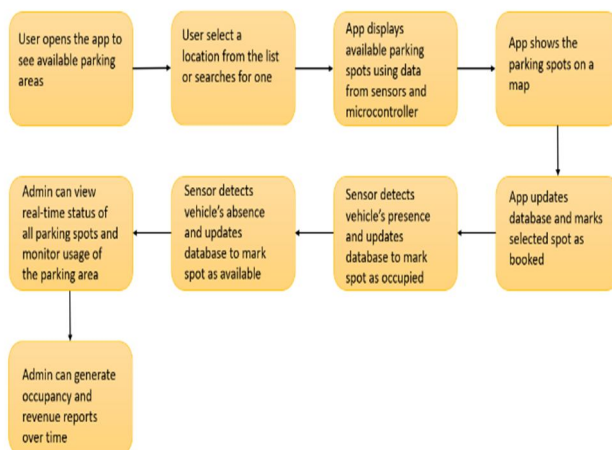 User opens the app to
see available parking
areas
User select a
location from the list
or searches for one
App displays
available parking
spots using data
from sensors and
microcontroller
App shows the
parking spots on a
map
App updates
database and marks
selected spot as
booked
Sensor detects
vehicle's presence
and updates
database to mark
spot as occupied
Sensor detects
vehicle's absence
and updates
database to mark
spot as available
Admin can view
real-time status of
all parking spots and
monitor usage of
the parking area
Admin can generate
occupancy and
revenue reports
over time